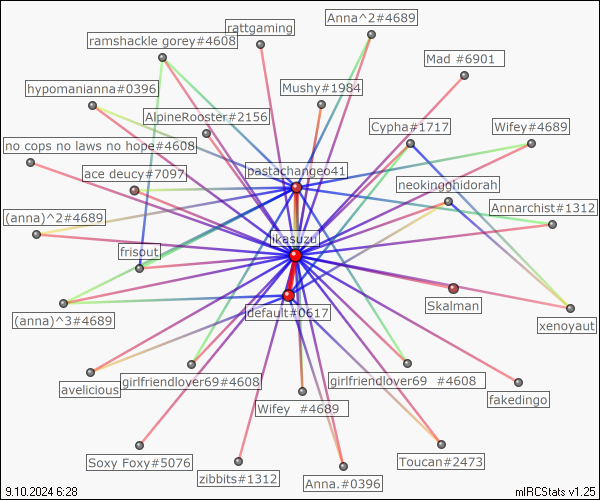 Anna^2#4689
rattgaming
ramshackle gorey#4608
Mad #6901
hypomanianna#0396
Mushy#1984
AlpineRooster#2156
Cypha#1717
Wifey#4689
no cops no laws no hope#4608
ace deucy#7097
pastachangeo41
neokingghidorah
Annarchist#1312
(anna)^2#4689
ikasuzu
frisout
Skalman
default#0617
(anna)^3#4689
xenoyaut
avelicious
girlfriendlover69#4608
girlfriendlover69 #4608
fakedingo
Wifey #4689
Soxy Foxy#5076
Toucan#2473
zibbits#1312
Anna.#0396
9.10.2024 6:28
mIRCStats v1.25